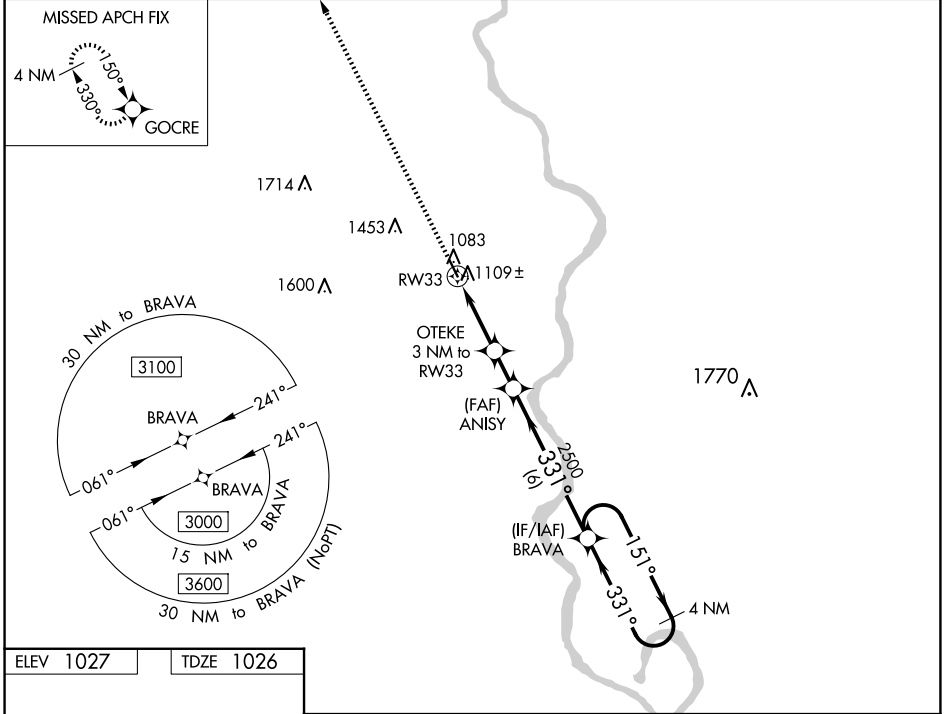 MISSED APCH FIX
4 NM
150°
330°
GOCRE
1714
1453
1083
RW33
1109±
1600
OTEKE
3 NM to
RW33
(FAF)
ANISY
1770
2500
331°
(6)
(IF/IAF)
BRAVA
151°
331°
4 NM
30 NM to BRAVA
3100
BRAVA
241°
061°
241°
061°
BRAVA
3000
15 NM to BRAVA
3600
30 NM to BRAVA (NoPT)
ELEV 1027
TDZE 1026